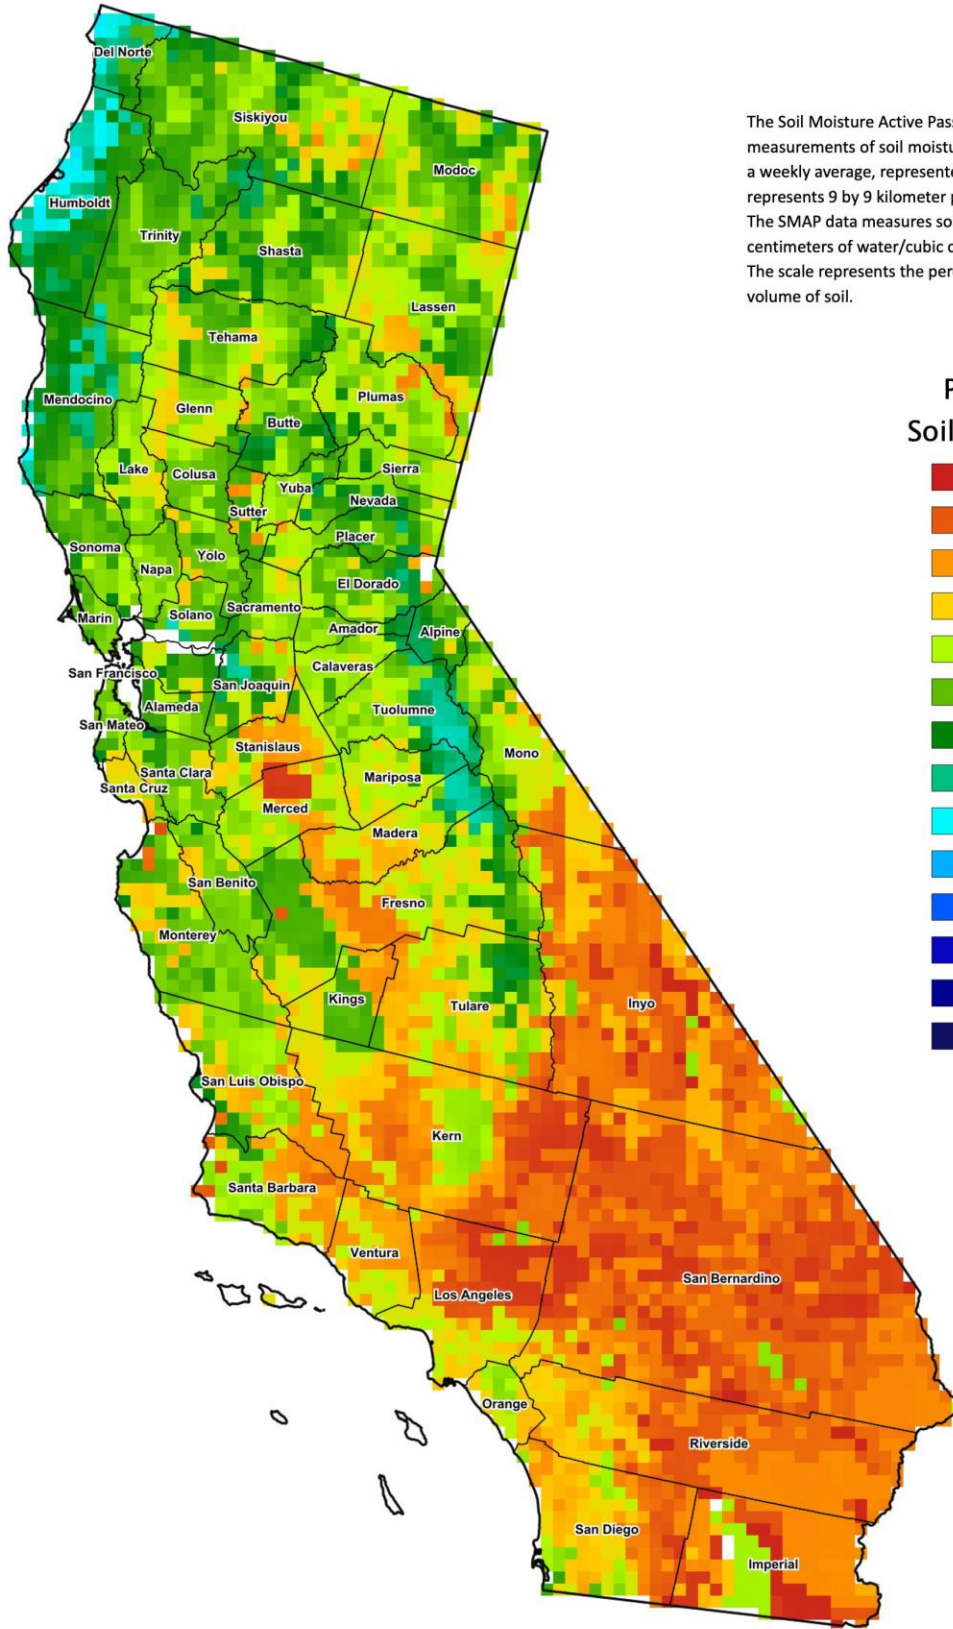 The Soil Moisture Active Pas
measurements of soil moistu
a weekly average, represente
represents 9 by 9 kilometer p
The SMAP data measures so
centimeters of water/cubic c
The scale represents the per
volume of soil.
P
Soil
Del Norte
Siskiyou
Modoc
Humboldt
Trinity
Shasta
Lassen
Tehama
Plumas
Mendocino
Glenn
Butte
Lake
Colusa
Sierra
Yuba
Nevada
Sutter
Placer
Sonoma
Yolo
Napa
El Dorado
Sacramento
Solano
Marin
Amador
Alpine
Calaveras
San Francisco
San Joaquin
Alameda
Tuolumne
San Mateo
Stanislaus
Mono
Santa Clara
Mariposa
Santa Cruz
Merced
Madera
San Benito
Fresno
Monterey
Kings
Tulare
Inyo
San Luis Obispo
Kern
Santa Barbara
Ventura
San Bernardino
Los Angeles
Orange
Riverside
San Diego
Imperial